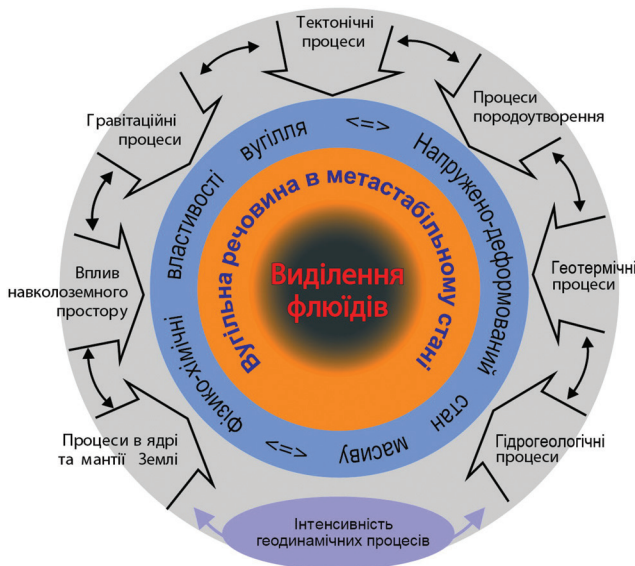 Тектонічні
процеси
Гравітаційні
процеси
Процеси
породоутворення
Вплив
навколоземного
простору
Геотермічні
процеси
Процеси в ядрі
та мантії Землі
Гідрогеологічні
процеси
Інтенсивність
геодинамічних процесів
Фізико-хімічні властивості вугілля <=> Напружено-деформований стан масиву <=>
Вугільна речовина в метастабільному стані
Виділення
флюїдів